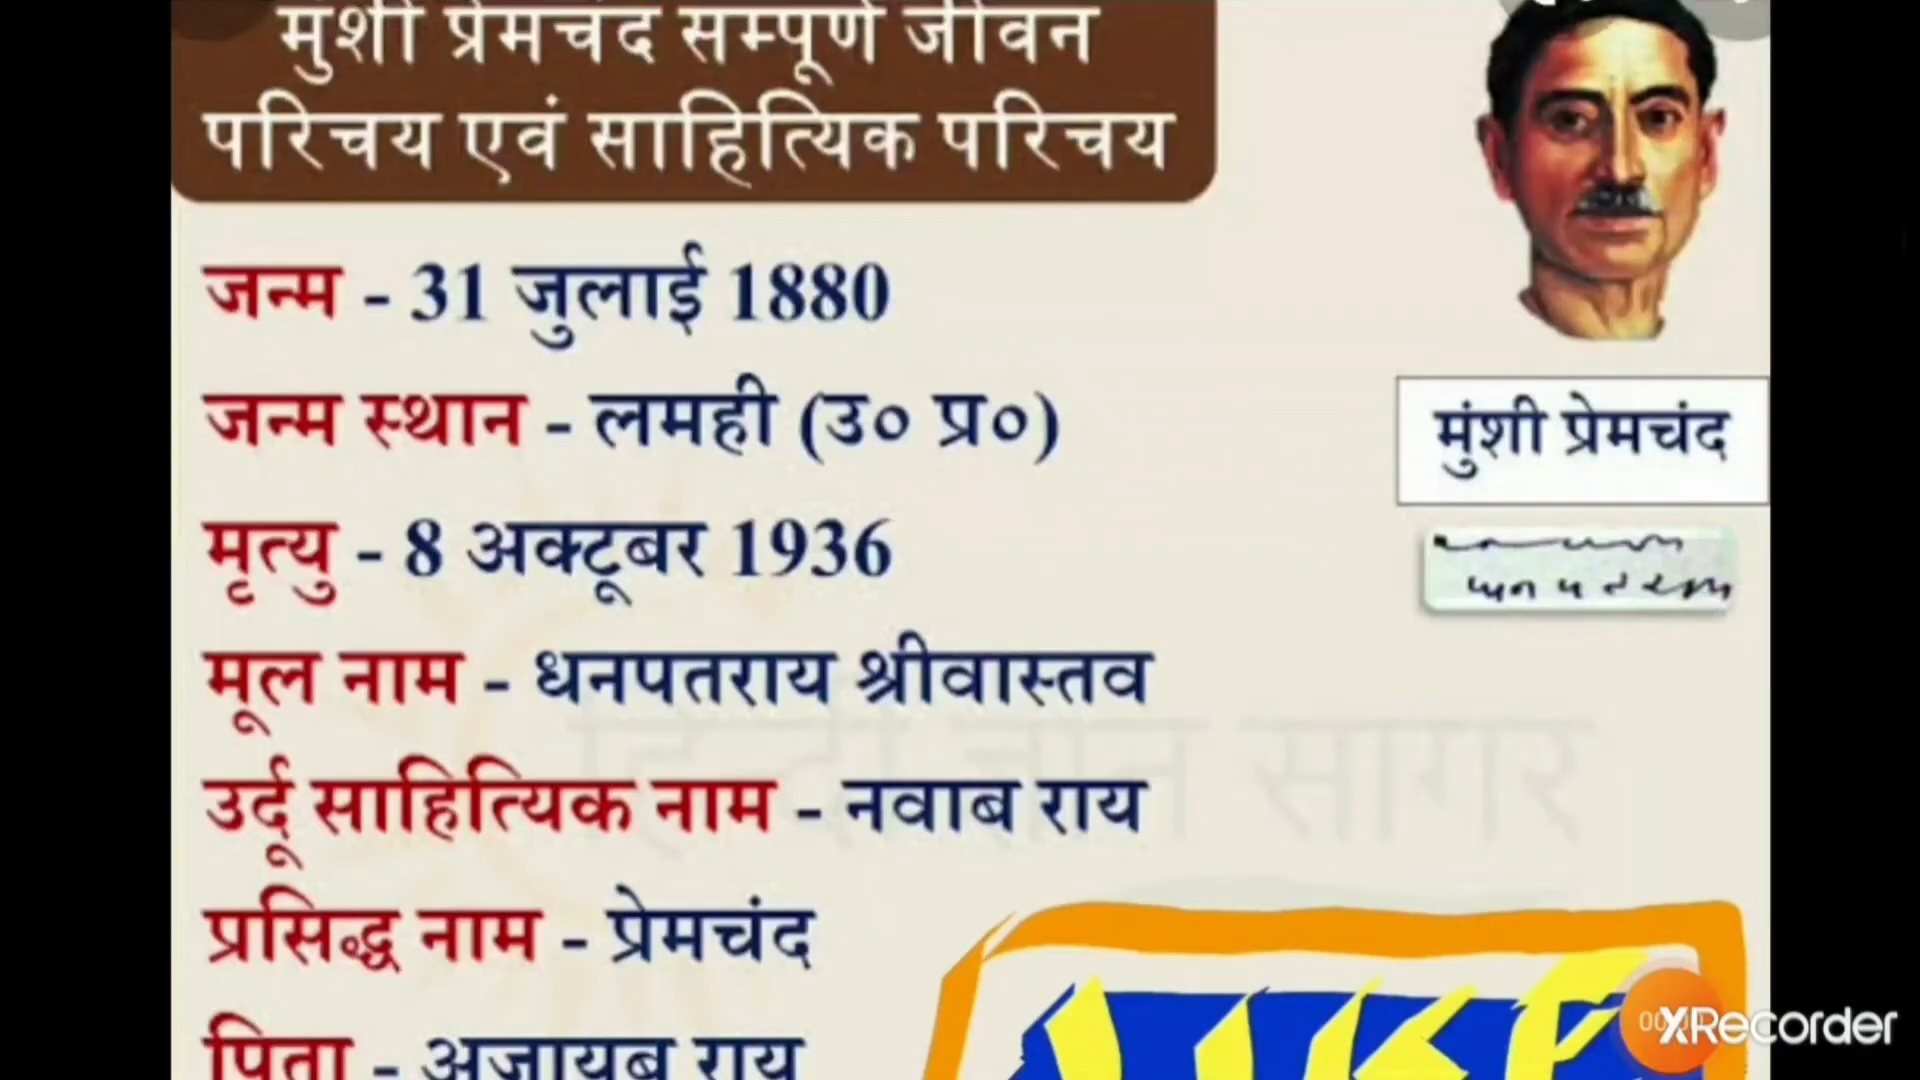 मुंशी प्रेमचंद सम्पूर्ण जीवन
परिचय एवं साहित्यिक परिचय
जन्म - 31 जुलाई 1880
जन्म स्थान - लमही (उ० प्र०)
मृत्यु - 8 अक्टूबर 1936
मूल नाम - धनपतराय श्रीवास्तव
उर्दू साहित्यिक नाम - नवाब राय
प्रसिद्ध नाम - प्रेमचंद
पिता - अजायब राय
मुंशी प्रेमचंद
हिन्दी ज्ञान सागर
XRecorder